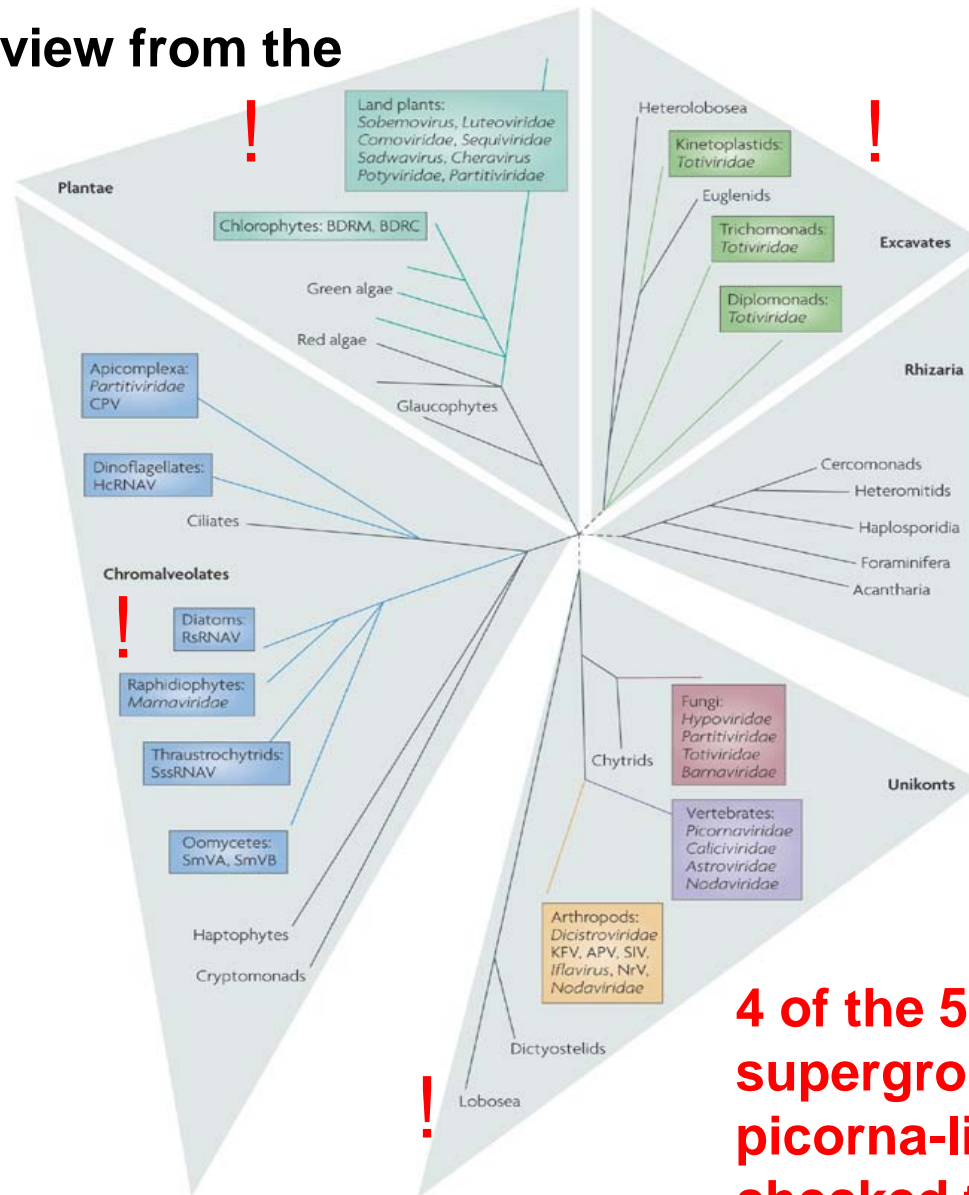 view from the
!
!
Land plants:
Sobemovirus, Luteoviridae
Comoviridae, Sequiviridae
Sadwavirus, Cheravirus
Potyviridae, Partitiviridae
Plantae
Chlorophytes: BDRM, BDRC
Green algae
Red algae
Glaucophytes
Heterolobosea
Kinetoplastids:
Totiviridae
Euglenids
Trichomonads:
Totiviridae
Excavates
Diplomonads:
Totiviridae
Rhizaria
Cercomonads
Heteromitids
Haplosporidia
Foraminifera
Acantharia
Apicomplexa:
Partitiviridae
CPV
Dinoflagellates:
HcRNAV
Ciliates
Chromalveolates
!
Diatoms:
RsRNAV
Raphidiophytes:
Marnaviridae
Thraustrochytrids:
SssRNAV
Oomycetes:
SmVA, SmVB
Haptophytes
Cryptomonads
Fungi:
Hypoviridae
Partitiviridae
Totiviridae
Barnaviridae
Chytrids
Unikonts
Vertebrates:
Picornaviridae
Caliciviridae
Astroviridae
Nodaviridae
Arthropods:
Dicistroviridae
KFV, APV, SIV,
Iflavirus, NrV,
Nodaviridae
Dictyostelids
Lobosea
!
4 of the 5
supergro
picorna-li